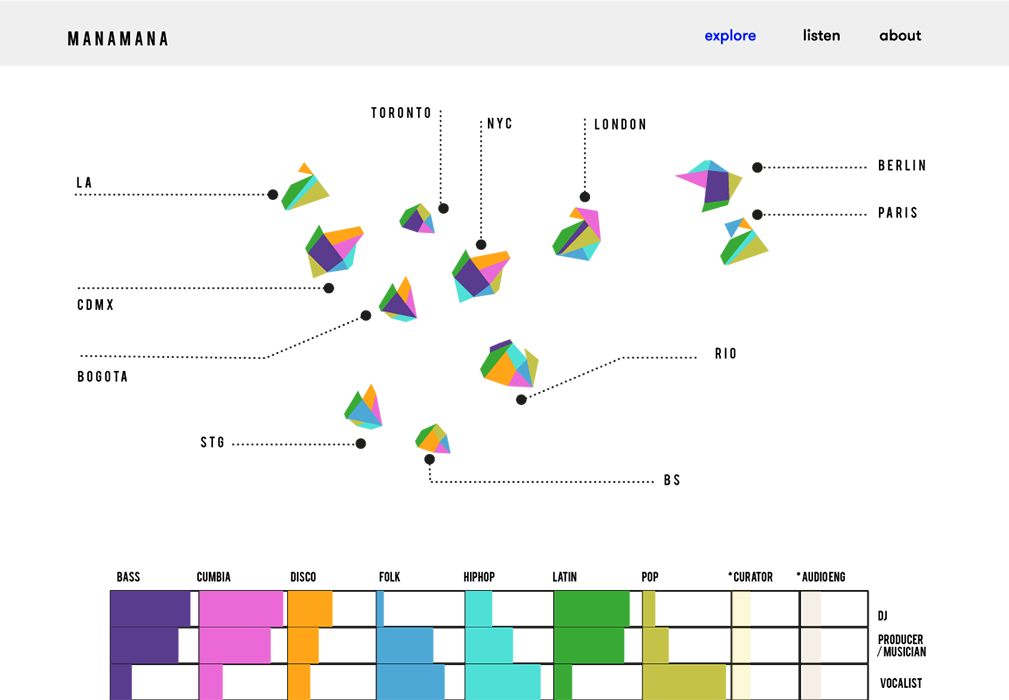 MANAMANA
explore
listen
about
TORONTO
NYC
LONDON
BERLIN
LA
PARIS
CDMX
RIO
BOGOTA
STG
BS
BASS
CUMBIA
DISCO
FOLK
HIPHOP
LATIN
POP
*CURATOR
*AUDIOENG
DJ
PRODUCER
/ MUSICIAN
VOCALIST